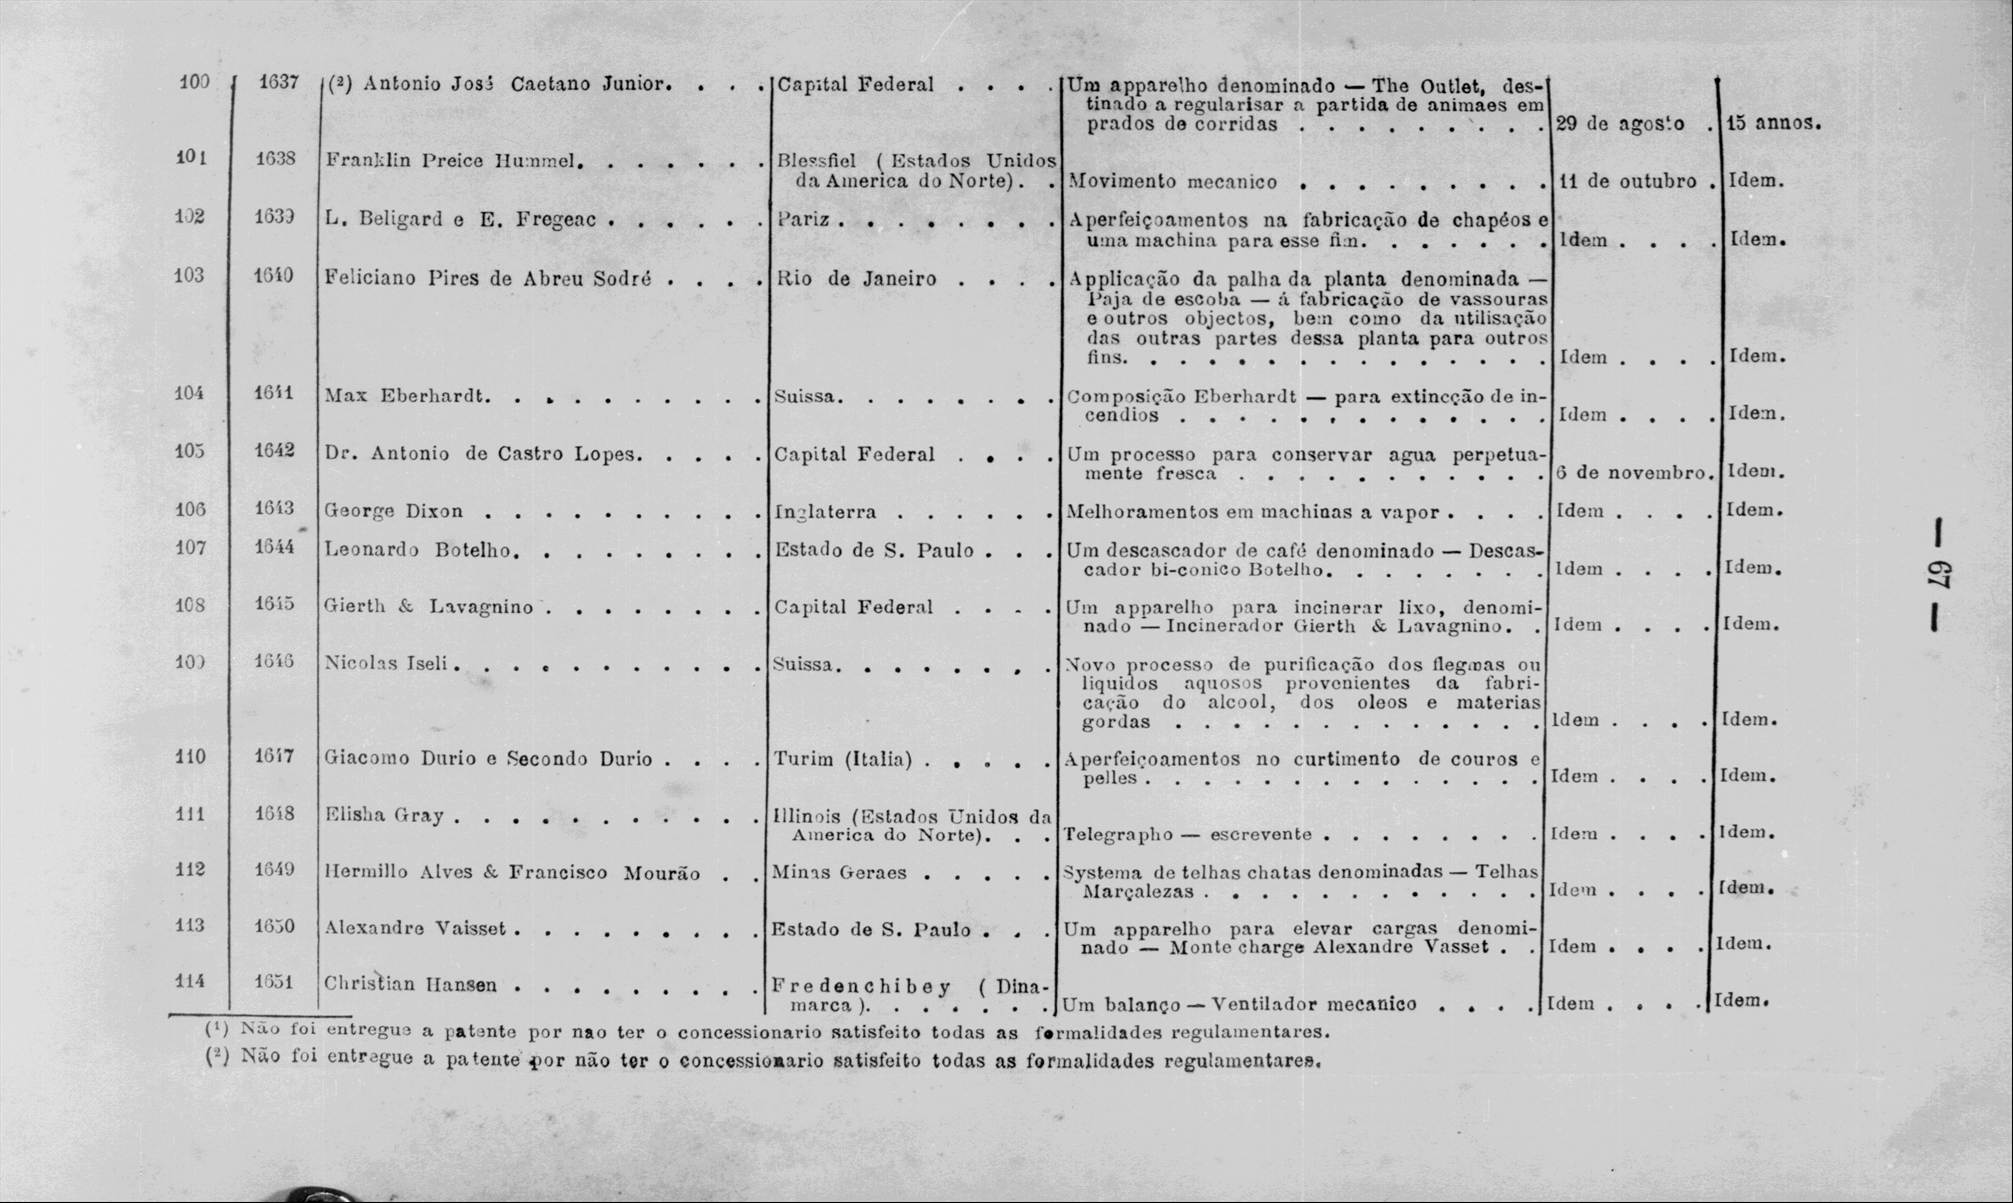 100 1637 (²) Antonio José Caetano Junior. . . . Capital Federal . . . . Um apparelho denominado — The Outlet, des-
tinado a regularisar a partida de animaes em
prados de corridas . . . . . . . . . 29 de agosto . 15 annos.
101 1638 Franklin Preice Hummel. . . . . . . Blessfiel ( Estados Unidos
da America do Norte). . Movimento mecanico . . . . . . . . . 11 de outubro . Idem.
102 1639 L. Beligard e E. Fregeac . . . . . . Pariz . . . . . . . . Aperfeiçoamentos na fabricação de chapéos e
uma machina para esse fim. . . . . . . Idem . . . . Idem.
103 1640 Feliciano Pires de Abreu Sodré . . . . Rio de Janeiro . . . . Applicação da palha da planta denominada —
Paja de escoba — á fabricação de vassouras
e outros objectos, bem como da utilisação
das outras partes dessa planta para outros
fins. . . . . . . . . . . . . . . Idem . . . . Idem.
104 1641 Max Eberhardt. . . . . . . . . . Suissa. . . . . . . . Composição Eberhardt — para extincção de in-
cendios . . . . . . . . . . . . . Idem . . . . Idem.
105 1642 Dr. Antonio de Castro Lopes. . . . . Capital Federal . . . . Um processo para conservar agua perpetua-
mente fresca . . . . . . . . . . . 6 de novembro. Idem.
106 1643 George Dixon . . . . . . . . . . Inglaterra . . . . . . Melhoramentos em machinas a vapor . . . . Idem . . . . Idem.
107 1644 Leonardo Botelho. . . . . . . . . Estado de S. Paulo . . . Um descascador de café denominado — Descas-
cador bi-conico Botelho. . . . . . . . Idem . . . . Idem.
108 1645 Gierth & Lavagnino . . . . . . . . Capital Federal . . . . Um apparelho para incinerar lixo, denomi-
nado — Incinerador Gierth & Lavagnino. . Idem . . . . Idem.
109 1646 Nicolas Iseli . . . . . . . . . . . Suissa. . . . . . . . Novo processo de purificação dos flegmas ou
liquidos aquosos provenientes da fabri-
cação do alcool, dos oleos e materias
gordas . . . . . . . . . . . . . Idem . . . . Idem.
110 1647 Giacomo Durio e Secondo Durio . . . . Turim (Italia) . . . . . Aperfeiçoamentos no curtimento de couros e
pelles . . . . . . . . . . . . . . Idem . . . . Idem.
111 1648 Elisha Gray . . . . . . . . . . . Illinois (Estados Unidos da
America do Norte). . . Telegrapho — escrevente . . . . . . . . Idem . . . . Idem.
112 1649 Hermillo Alves & Francisco Mourão . . Minas Geraes . . . . . Systema de telhas chatas denominadas — Telhas
Marçalezas . . . . . . . . . . . . Idem . . . . Idem.
113 1650 Alexandre Vaisset . . . . . . . . . Estado de S. Paulo . . . Um apparelho para elevar cargas denomi-
nado — Monte charge Alexandre Vasset . . Idem . . . . Idem.
114 1651 Christian Hansen . . . . . . . . . Fredenchibey ( Dina-
marca ). . . . . . . Um balanço — Ventilador mecanico . . . . Idem . . . . Idem.
(¹) Não foi entregue a patente por nao ter o concessionario satisfeito todas as formalidades regulamentares.
(²) Não foi entregue a patente por não ter o concessionario satisfeito todas as formalidades regulamentares.
— 67 —